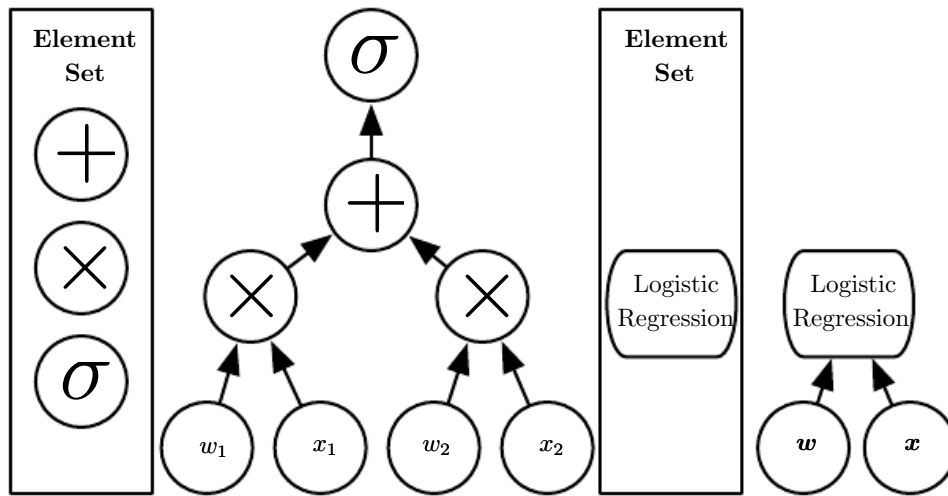 Element
Set
+
×
σ
σ
+
×
×
w₁
x₁
w₂
x₂
Element
Set
Logistic
Regression
Logistic
Regression
w
x